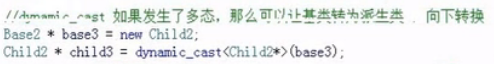 //dynamic_cast 如果发生了多态，那么可以让基类转为派生类 ，向下转换
Base2 * base3 = new Child2;
Child2 * child3 = dynamic_cast<Child2*>(base3);